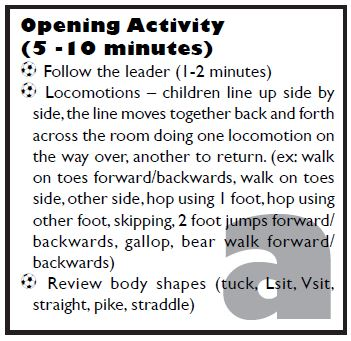 Opening Activity
(5 -10 minutes)
Follow the leader (1-2 minutes)
Locomotions – children line up side by
side, the line moves together back and forth
across the room doing one locomotion on
the way over, another to return. (ex: walk
on toes forward/backwards, walk on toes
side, other side, hop using 1 foot, hop using
other foot, skipping, 2 foot jumps forward/
backwards, gallop, bear walk forward/
backwards)
Review body shapes (tuck, Lsit, Vsit,
straight, pike, straddle)
a